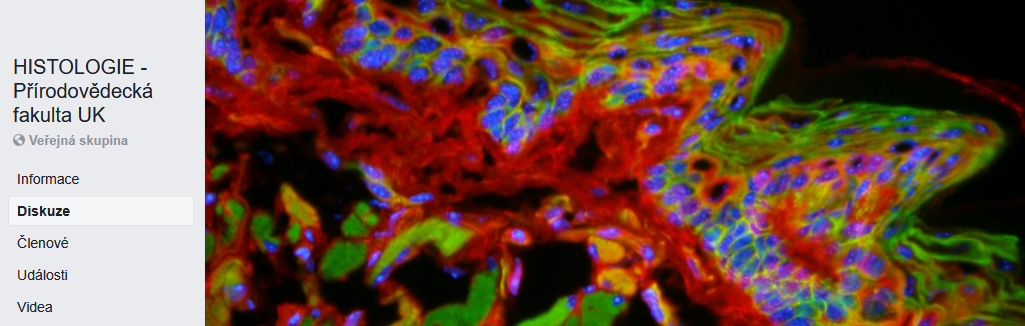 HISTOLOGIE -
Přírodovědecká
fakulta UK
Veřejná skupina
Informace
Diskuze
Členové
Události
Videa